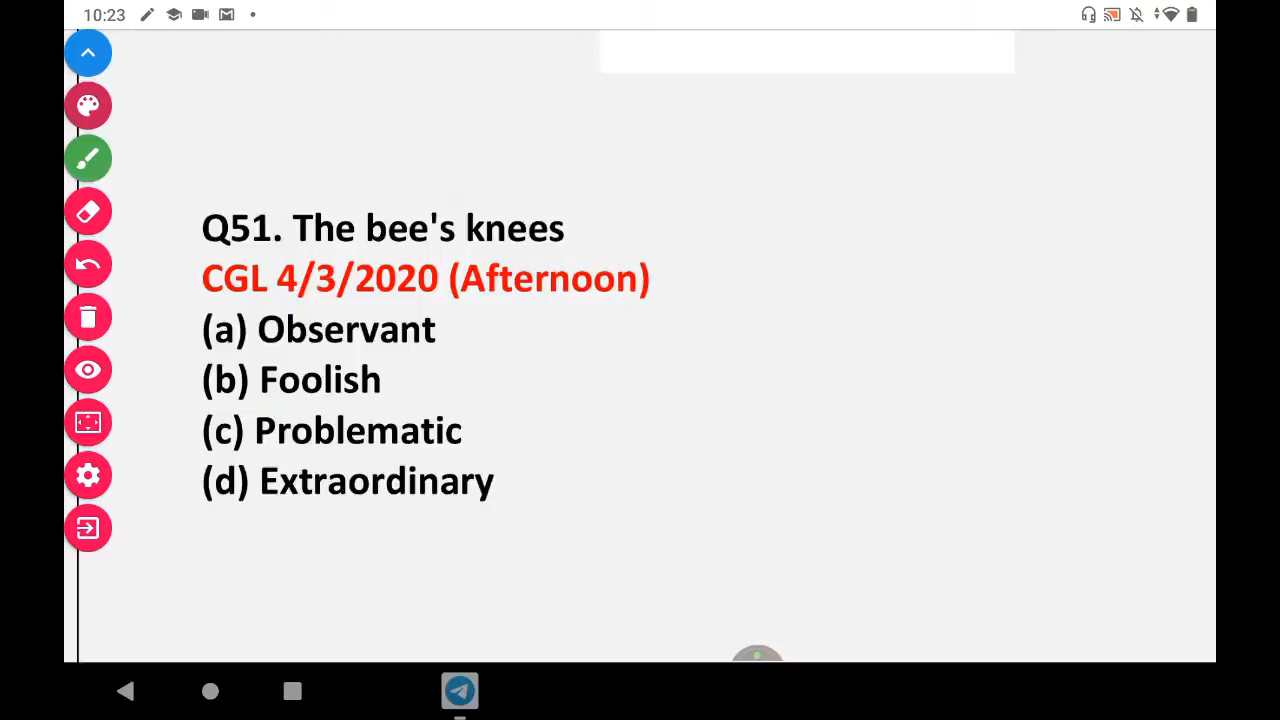 10:23
Q51. The bee's knees
CGL 4/3/2020 (Afternoon)
(a) Observant
(b) Foolish
(c) Problematic
(d) Extraordinary